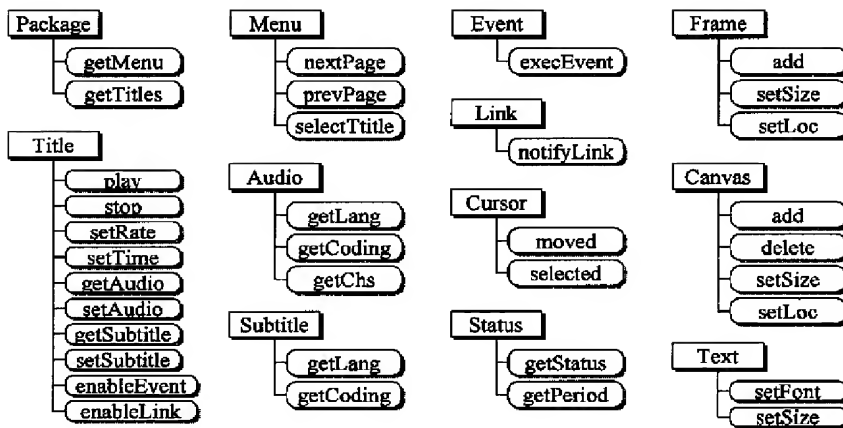 Package
getMenu
getTitles
Title
play
stop
setRate
setTime
getAudio
setAudio
getSubtitle
setSubtitle
enableEvent
enableLink
Menu
nextPage
prevPage
selectTtitle
Audio
getLang
getCoding
getChs
Subtitle
getLang
getCoding
Event
execEvent
Link
notifyLink
Cursor
moved
selected
Status
getStatus
getPeriod
Frame
add
setSize
setLoc
Canvas
add
delete
setSize
setLoc
Text
setFont
setSize